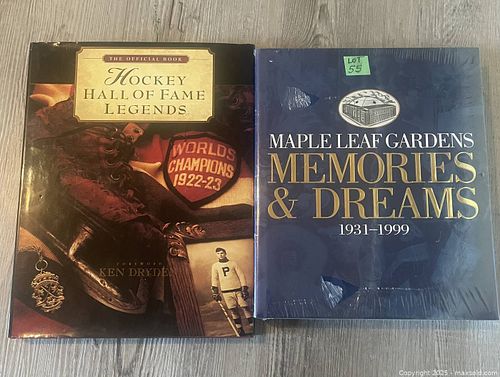 THE OFFICIAL BOOK
HOCKEY
HALL OF FAME
LEGENDS
WORLDS
CHAMPIONS
1922-23
FOREWORD
KEN DRYDEN
P
LOT
55
MAPLE LEAF GARDENS
MEMORIES
& DREAMS
1931–1999
Copyright 2025 - maxsold.com